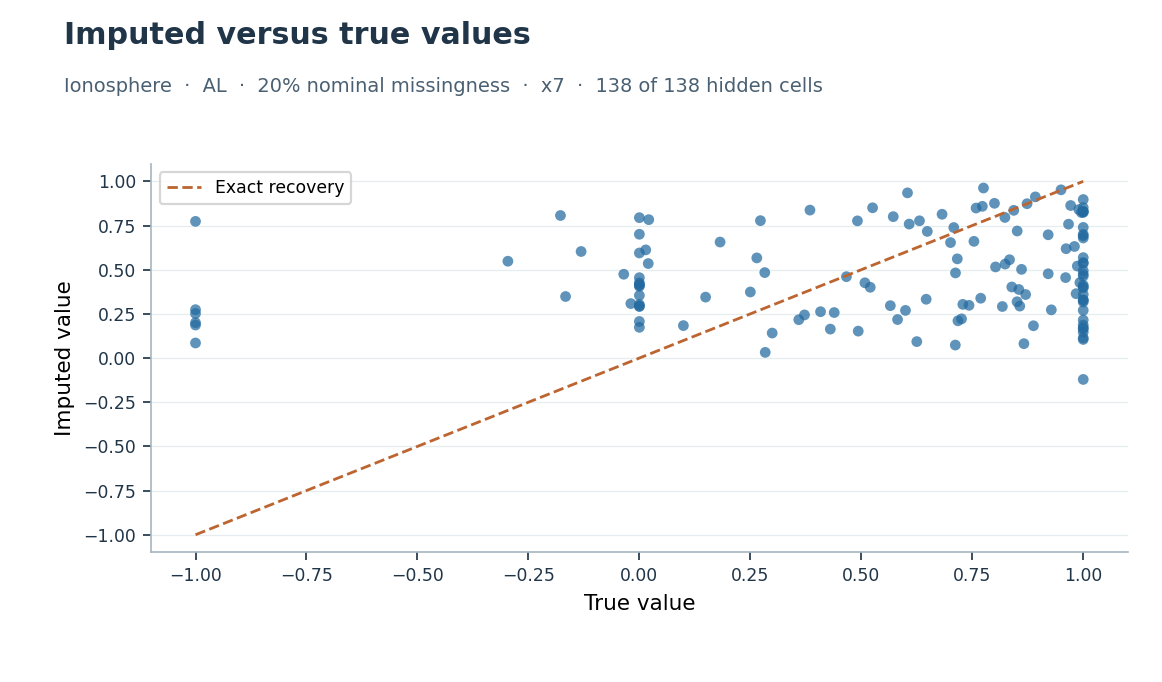 Imputed versus true values
Ionosphere · AL · 20% nominal missingness · x7 · 138 of 138 hidden cells
Exact recovery
Imputed value
1.00
0.75
0.50
0.25
0.00
−0.25
−0.50
−0.75
−1.00
−1.00 −0.75 −0.50 −0.25 0.00 0.25 0.50 0.75 1.00
True value